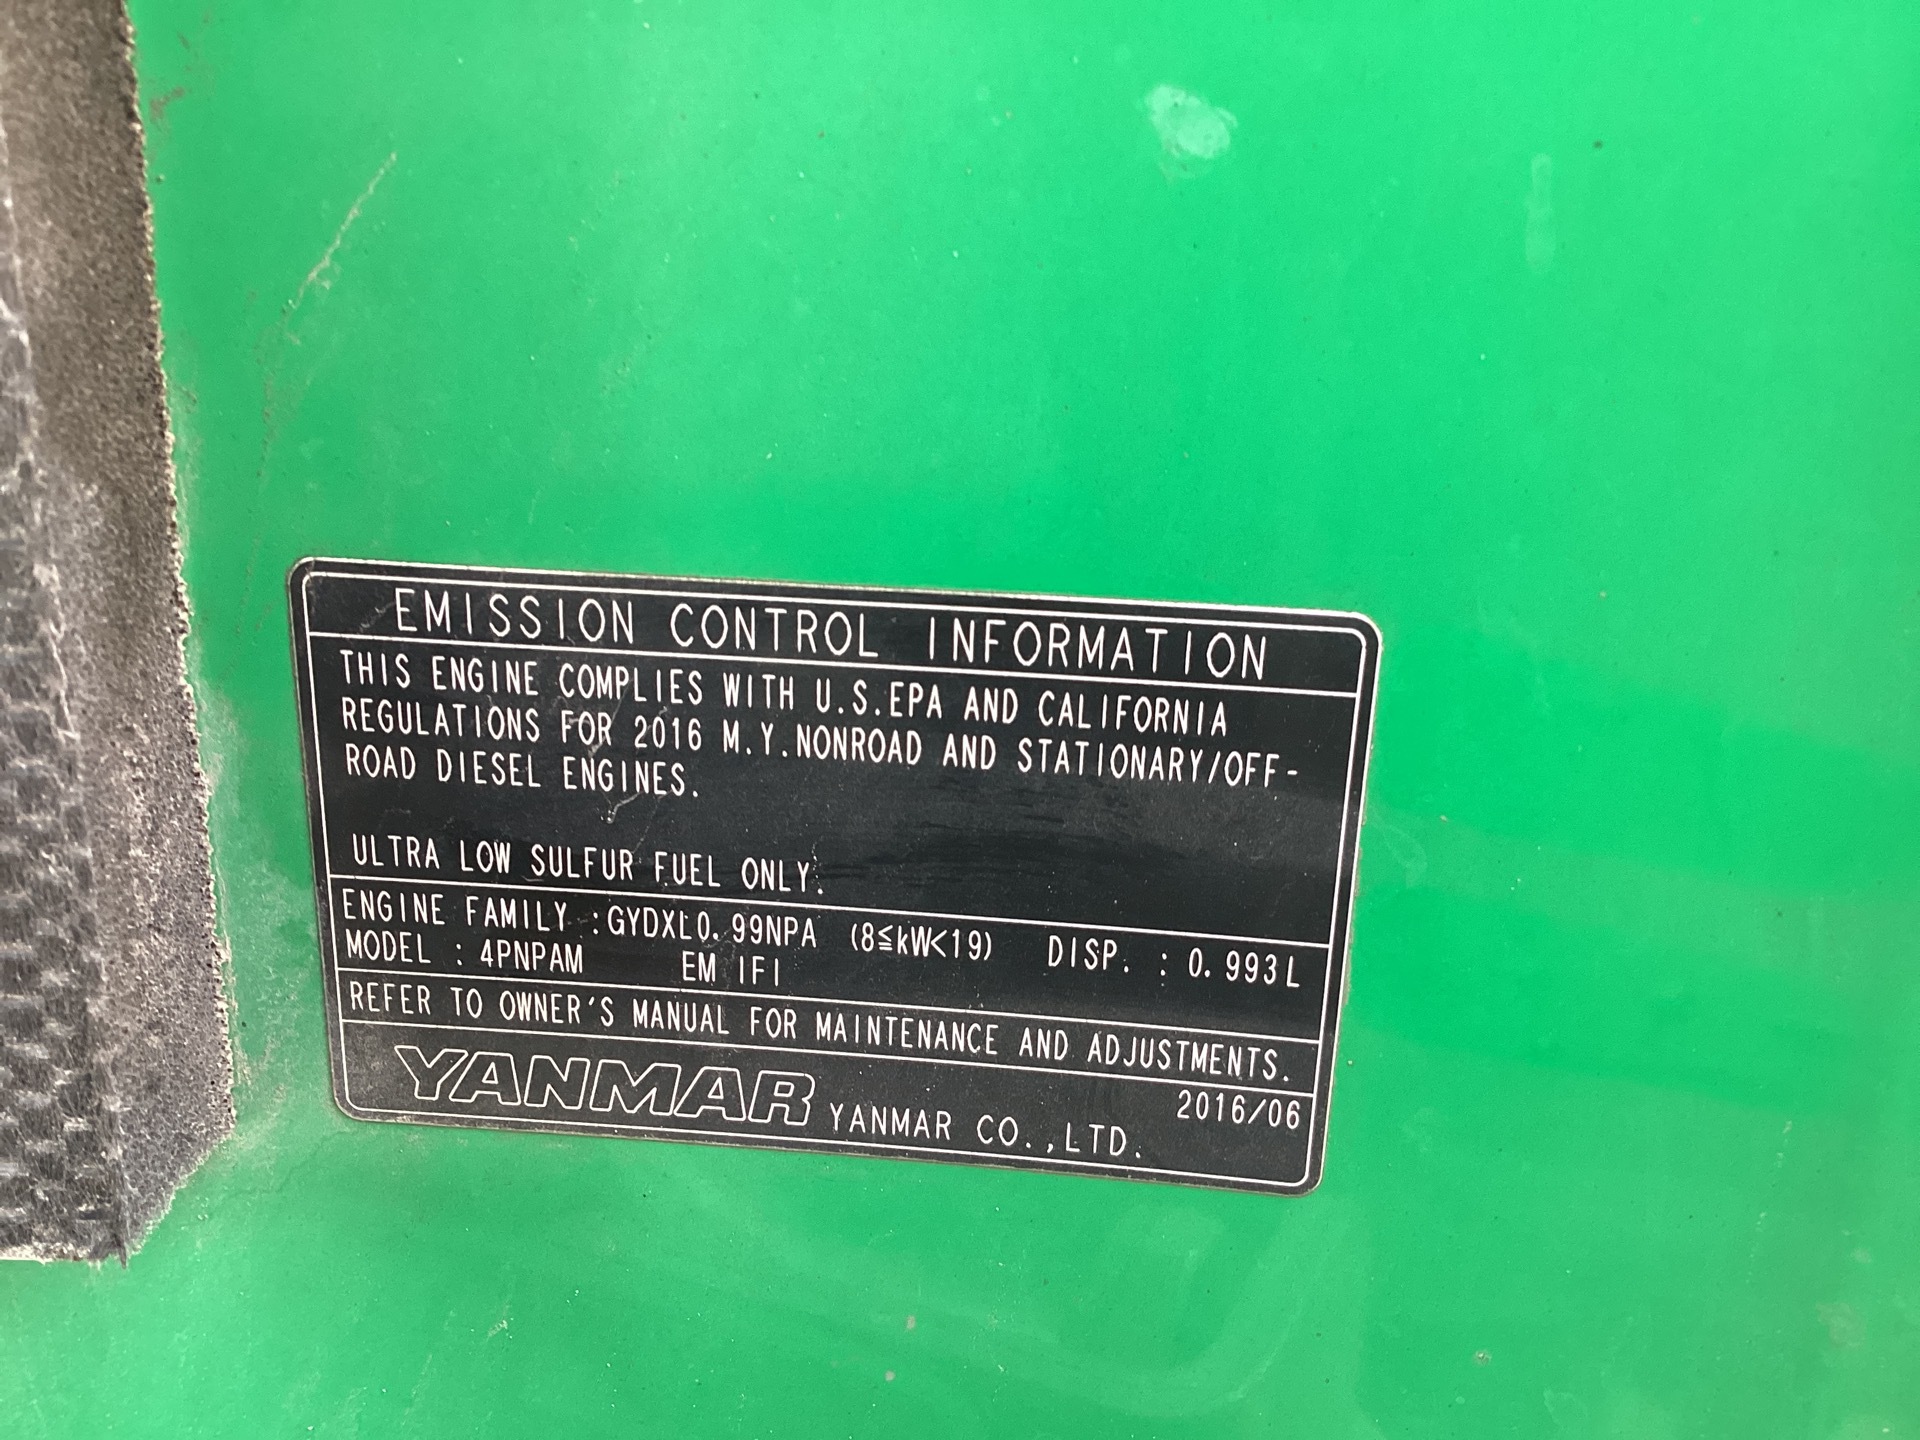 EMISSION CONTROL INFORMATION
THIS ENGINE COMPLIES WITH U.S.EPA AND CALIFORNIA
REGULATIONS FOR 2016 M.Y.NONROAD AND STATIONARY/OFF-
ROAD DIESEL ENGINES.
ULTRA LOW SULFUR FUEL ONLY.
ENGINE FAMILY :GYDXL0.99NPA (8≦kW<19) DISP. : 0.993L
MODEL : 4PNPAM EM IFI
REFER TO OWNER'S MANUAL FOR MAINTENANCE AND ADJUSTMENTS.
YANMAR YANMAR CO.,LTD. 2016/06